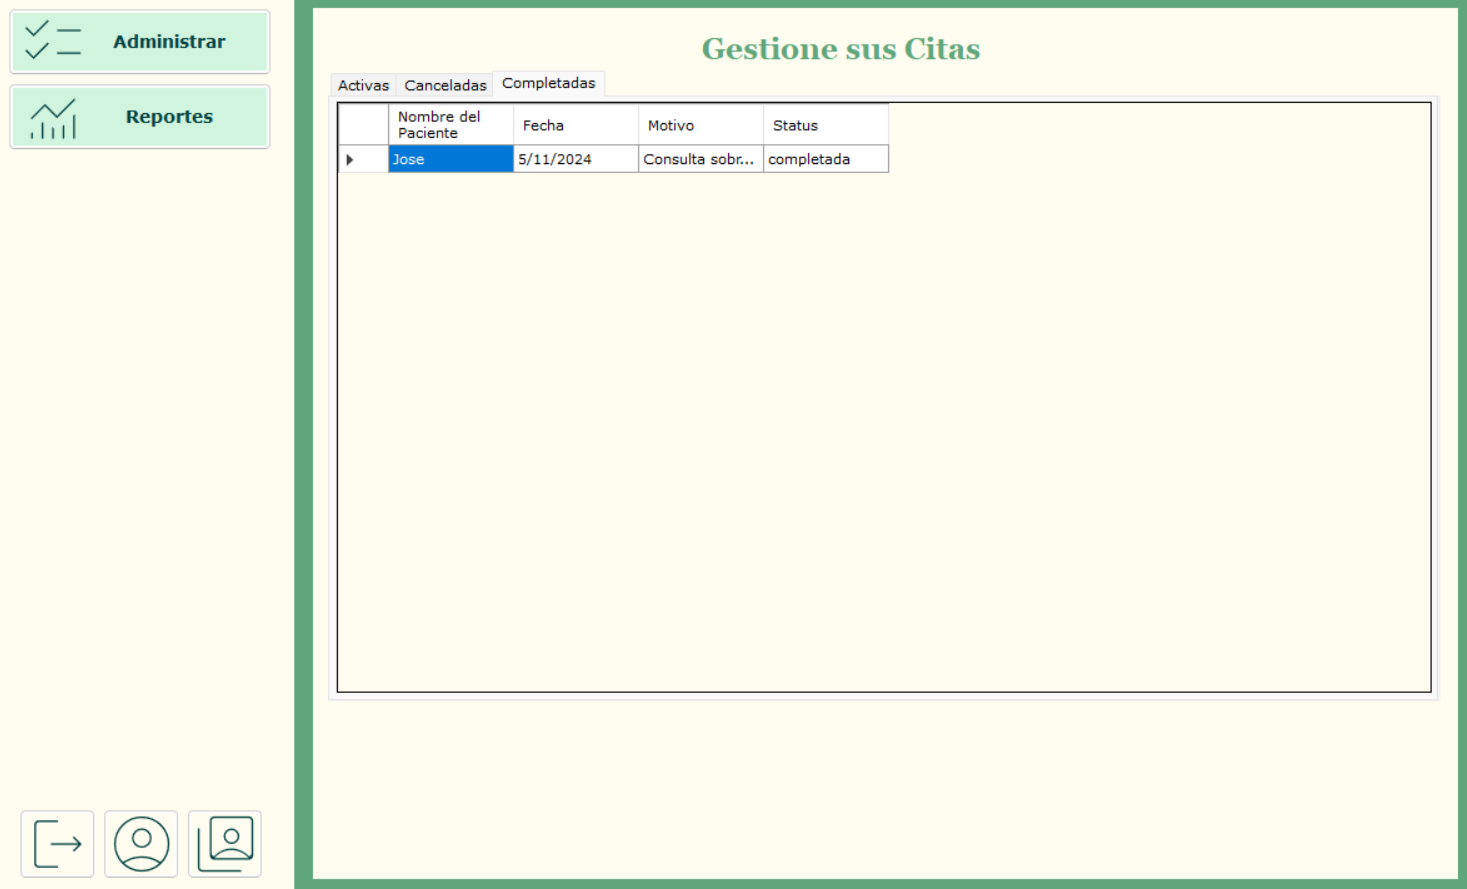 Administrar
Reportes
Gestione sus Citas
Activas Canceladas Completadas
Nombre del Paciente Fecha Motivo Status
Jose 5/11/2024 Consulta sobr... completada